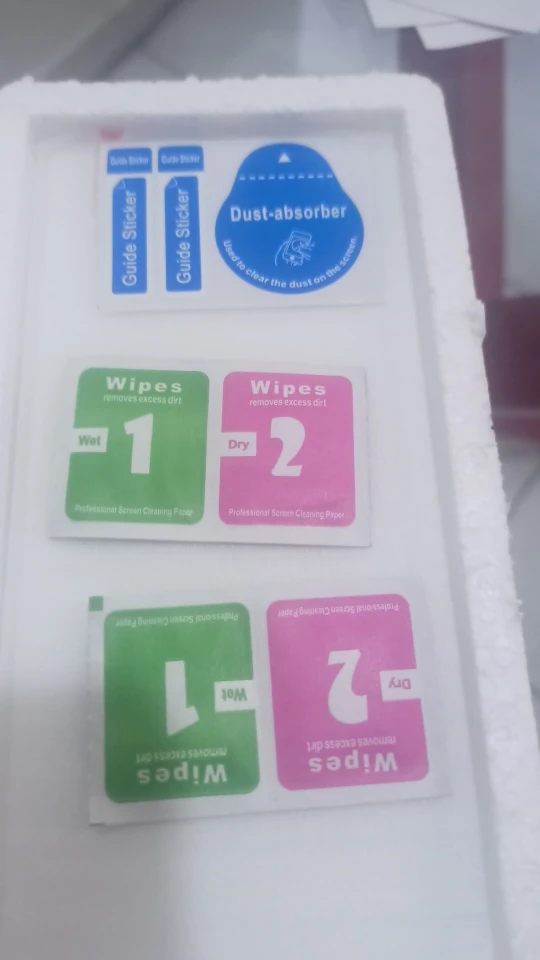 Guide Sticker
Guide Sticker
Guide Sticker
Guide Sticker
Dust-absorber
Used to clear the dust on the screen
Wipes
removes excess dirt
Wet
1
Professional Screen Cleaning Paper
Wipes
removes excess dirt
Dry
2
Professional Screen Cleaning Paper
Wipes
removes excess dirt
Wet
1
Professional Screen Cleaning Paper
Wipes
removes excess dirt
Dry
2
Professional Screen Cleaning Paper